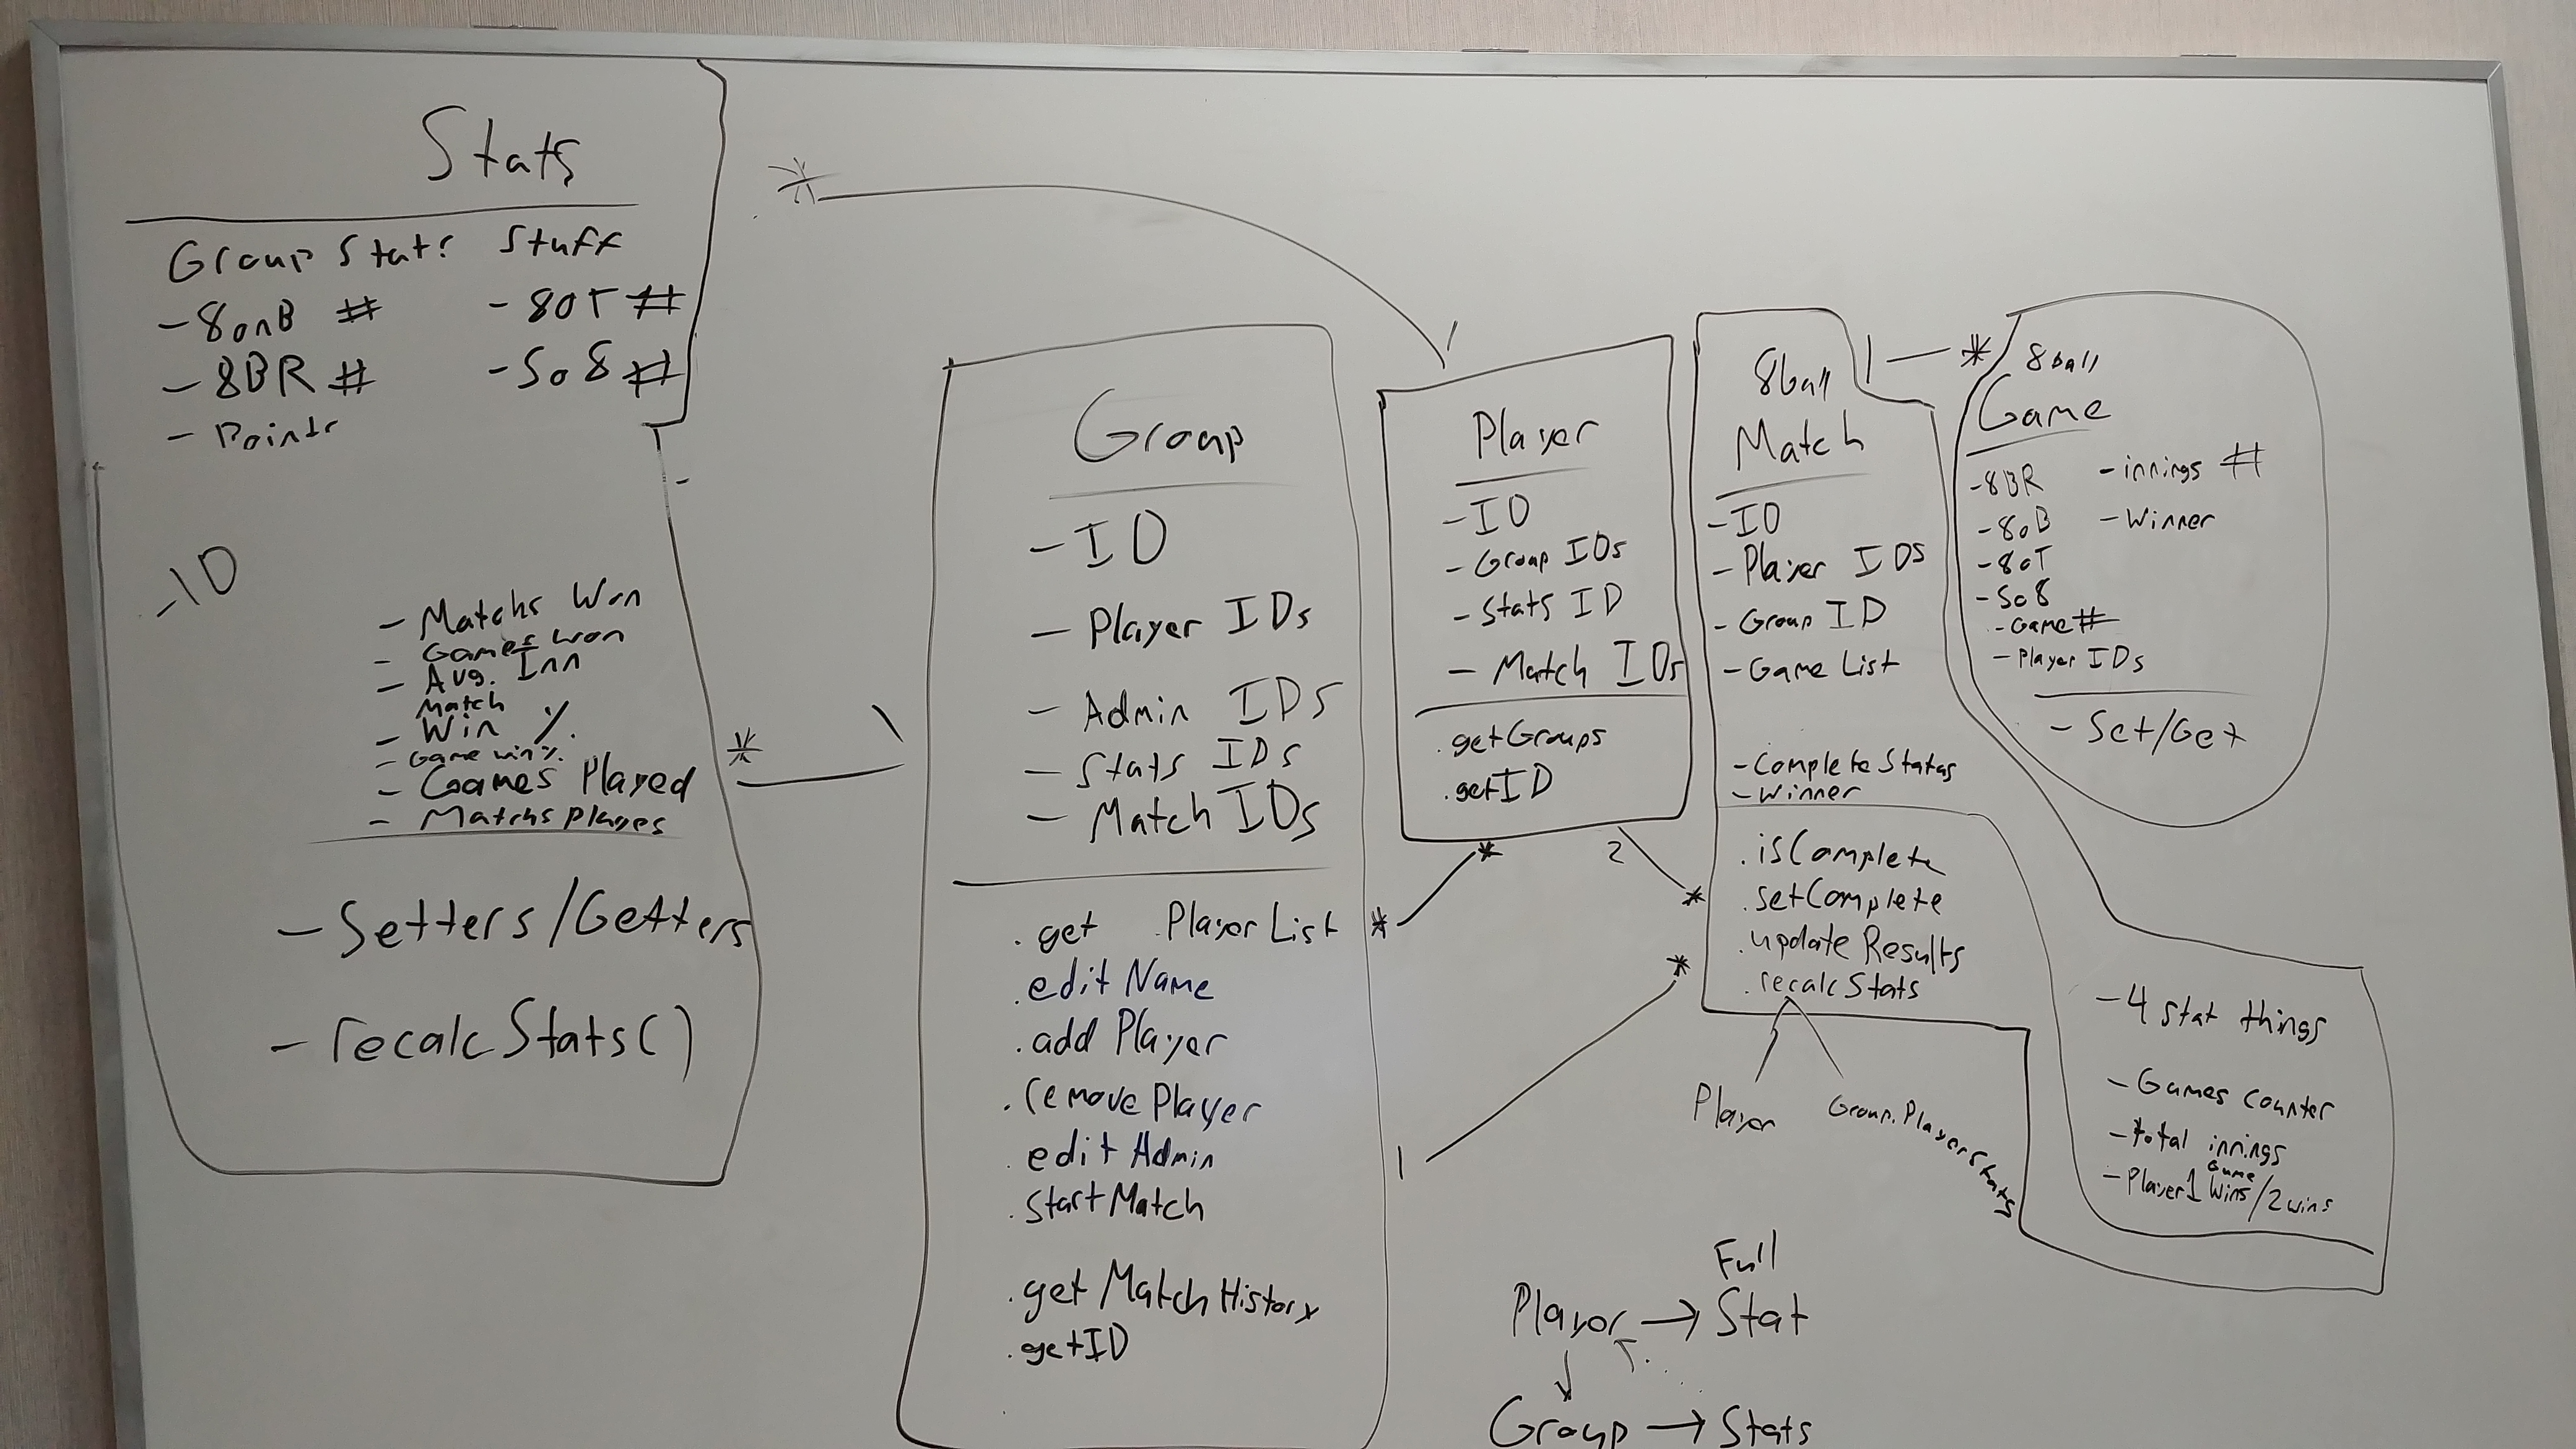 Stats
Group Stats Stuff
- 8onB # - 8oT #
- 8BR # - So8 #
- Points
- ID
- Matchs Won
- Games won
- Avg. Inn
Match
- Win %.
- Game win %.
- Games Played
- Matchs played
- Setters/Getters
- recalcStats()
*
1
*
1
Group
- ID
- Player IDs
- Admin IDs
- Stats IDs
- Match IDs
. get PlayerList
. edit Name
. add Player
. remove Player
. edit Admin
. start Match
. get Match History
. getID
*
*
1
*
Player
- ID
- Group IDs
- Stats ID
- Match IDs
. getGroups
. getID
2
*
8ball
Match
- ID
- Player IDs
- Group ID
- Game List
- Complete Status
- Winner
. isComplete
. setComplete
. updateResults
. recalcStats
Player
Group.PlayerStats
- 4 stat things
- Games counter
- total innings
Game
- Player1 wins/2 wins
1 *
8ball
Game
- 8BR - innings #
- 8oB - Winner
- 8oT
- So8
- Game #
- Player IDs
- Set/Get
Full
Player → Stat
Group → Stats